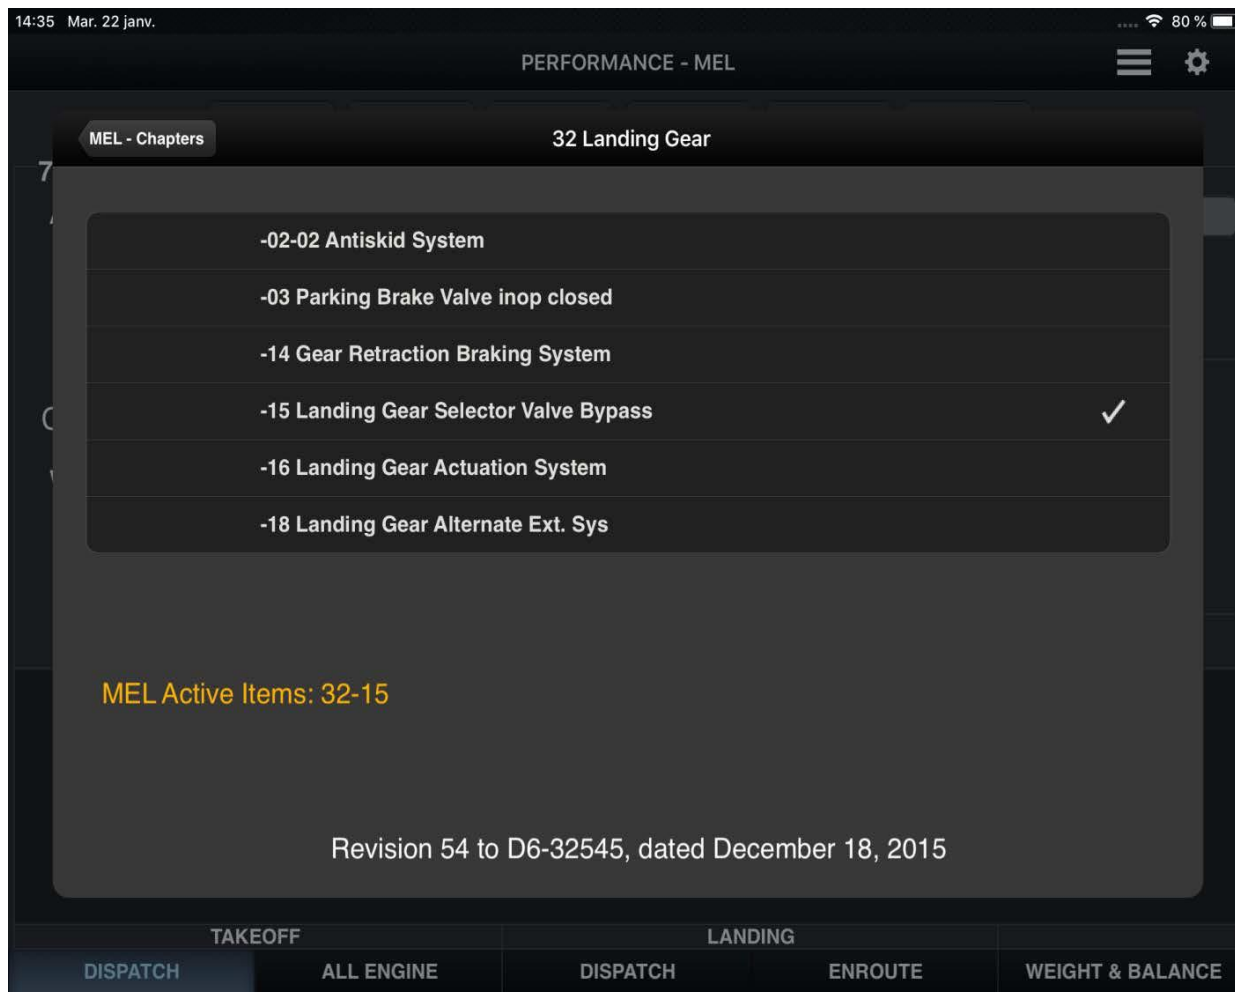 14:35 Mar. 22 janv.
80 %
PERFORMANCE - MEL
MEL - Chapters
32 Landing Gear
7
-02-02 Antiskid System
-03 Parking Brake Valve inop closed
-14 Gear Retraction Braking System
-15 Landing Gear Selector Valve Bypass
-16 Landing Gear Actuation System
-18 Landing Gear Alternate Ext. Sys
MEL Active Items: 32-15
Revision 54 to D6-32545, dated December 18, 2015
TAKEOFF
LANDING
DISPATCH
ALL ENGINE
DISPATCH
ENROUTE
WEIGHT & BALANCE